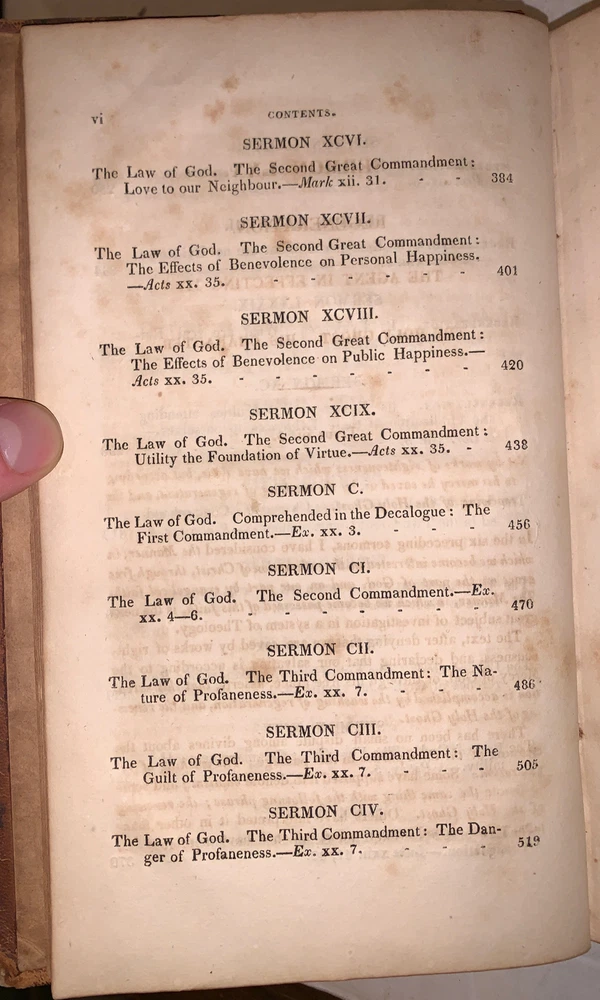 vi
CONTENTS.
SERMON XCVI.
The Law of God. The Second Great Commandment:
Love to our Neighbour.—Mark xii. 31. - - 384
SERMON XCVII.
The Law of God. The Second Great Commandment:
The Effects of Benevolence on Personal Happiness.
—Acts xx. 35. - - - - - - 401
SERMON XCVIII.
The Law of God. The Second Great Commandment:
The Effects of Benevolence on Public Happiness.—
Acts xx. 35. - - - - - - - 420
SERMON XCIX.
The Law of God. The Second Great Commandment:
Utility the Foundation of Virtue.—Acts xx. 35. - 438
SERMON C.
The Law of God. Comprehended in the Decalogue: The
First Commandment.—Ex. xx. 3. - - - 456
SERMON CI.
The Law of God. The Second Commandment.—Ex.
xx. 4—6. - - - - - - - 470
SERMON CII.
The Law of God. The Third Commandment: The Na-
ture of Profaneness.—Ex. xx. 7. - - - 486
SERMON CIII.
The Law of God. The Third Commandment: The
Guilt of Profaneness.—Ex. xx. 7. - - - 505
SERMON CIV.
The Law of God. The Third Commandment: The Dan-
ger of Profaneness.—Ex. xx. 7. - - - 519